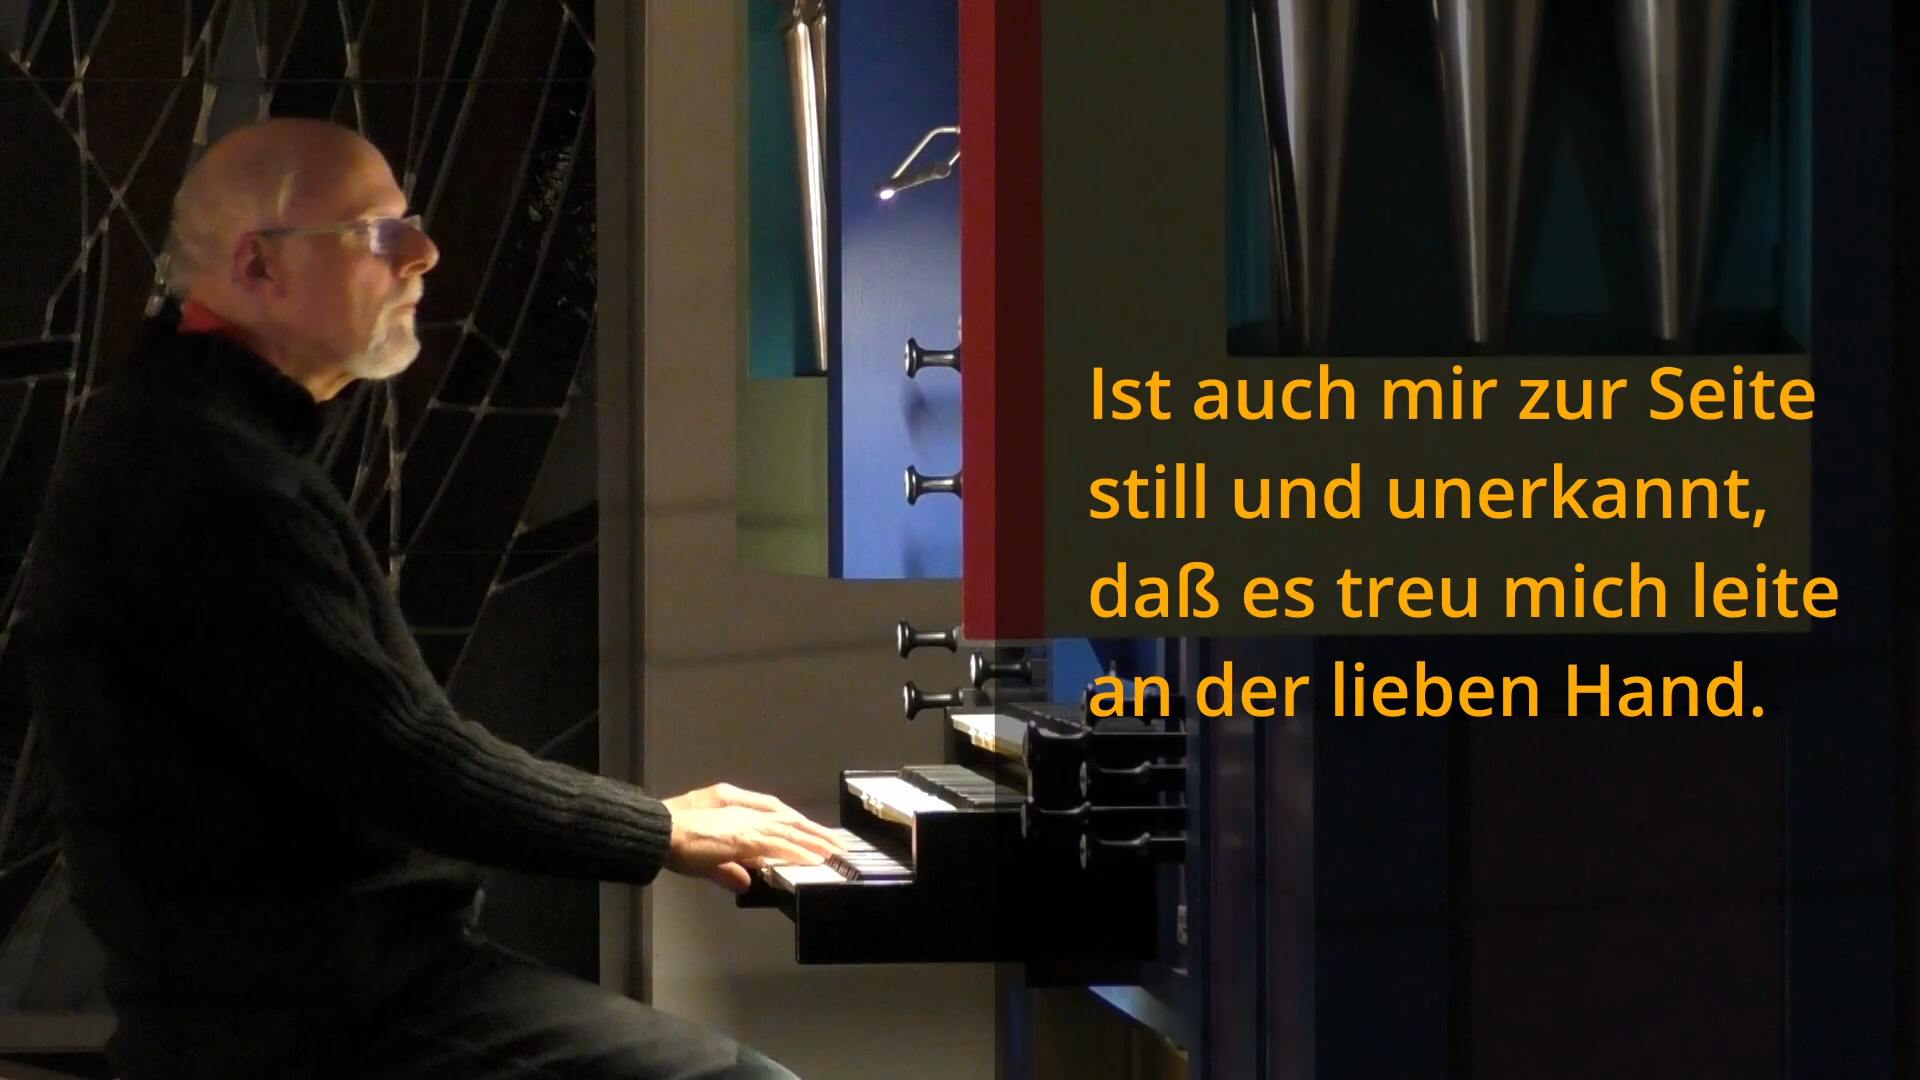 Ist auch mir zur Seite
still und unerkannt,
daß es treu mich leite
an der lieben Hand.